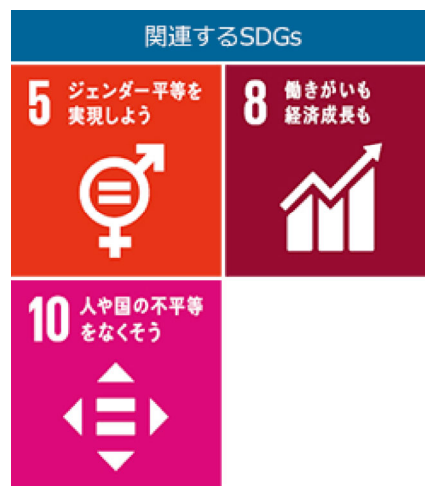 関連するSDGs
5 ジェンダー平等を
実現しよう
8 働きがいも
経済成長も
10 人や国の不平等
をなくそう